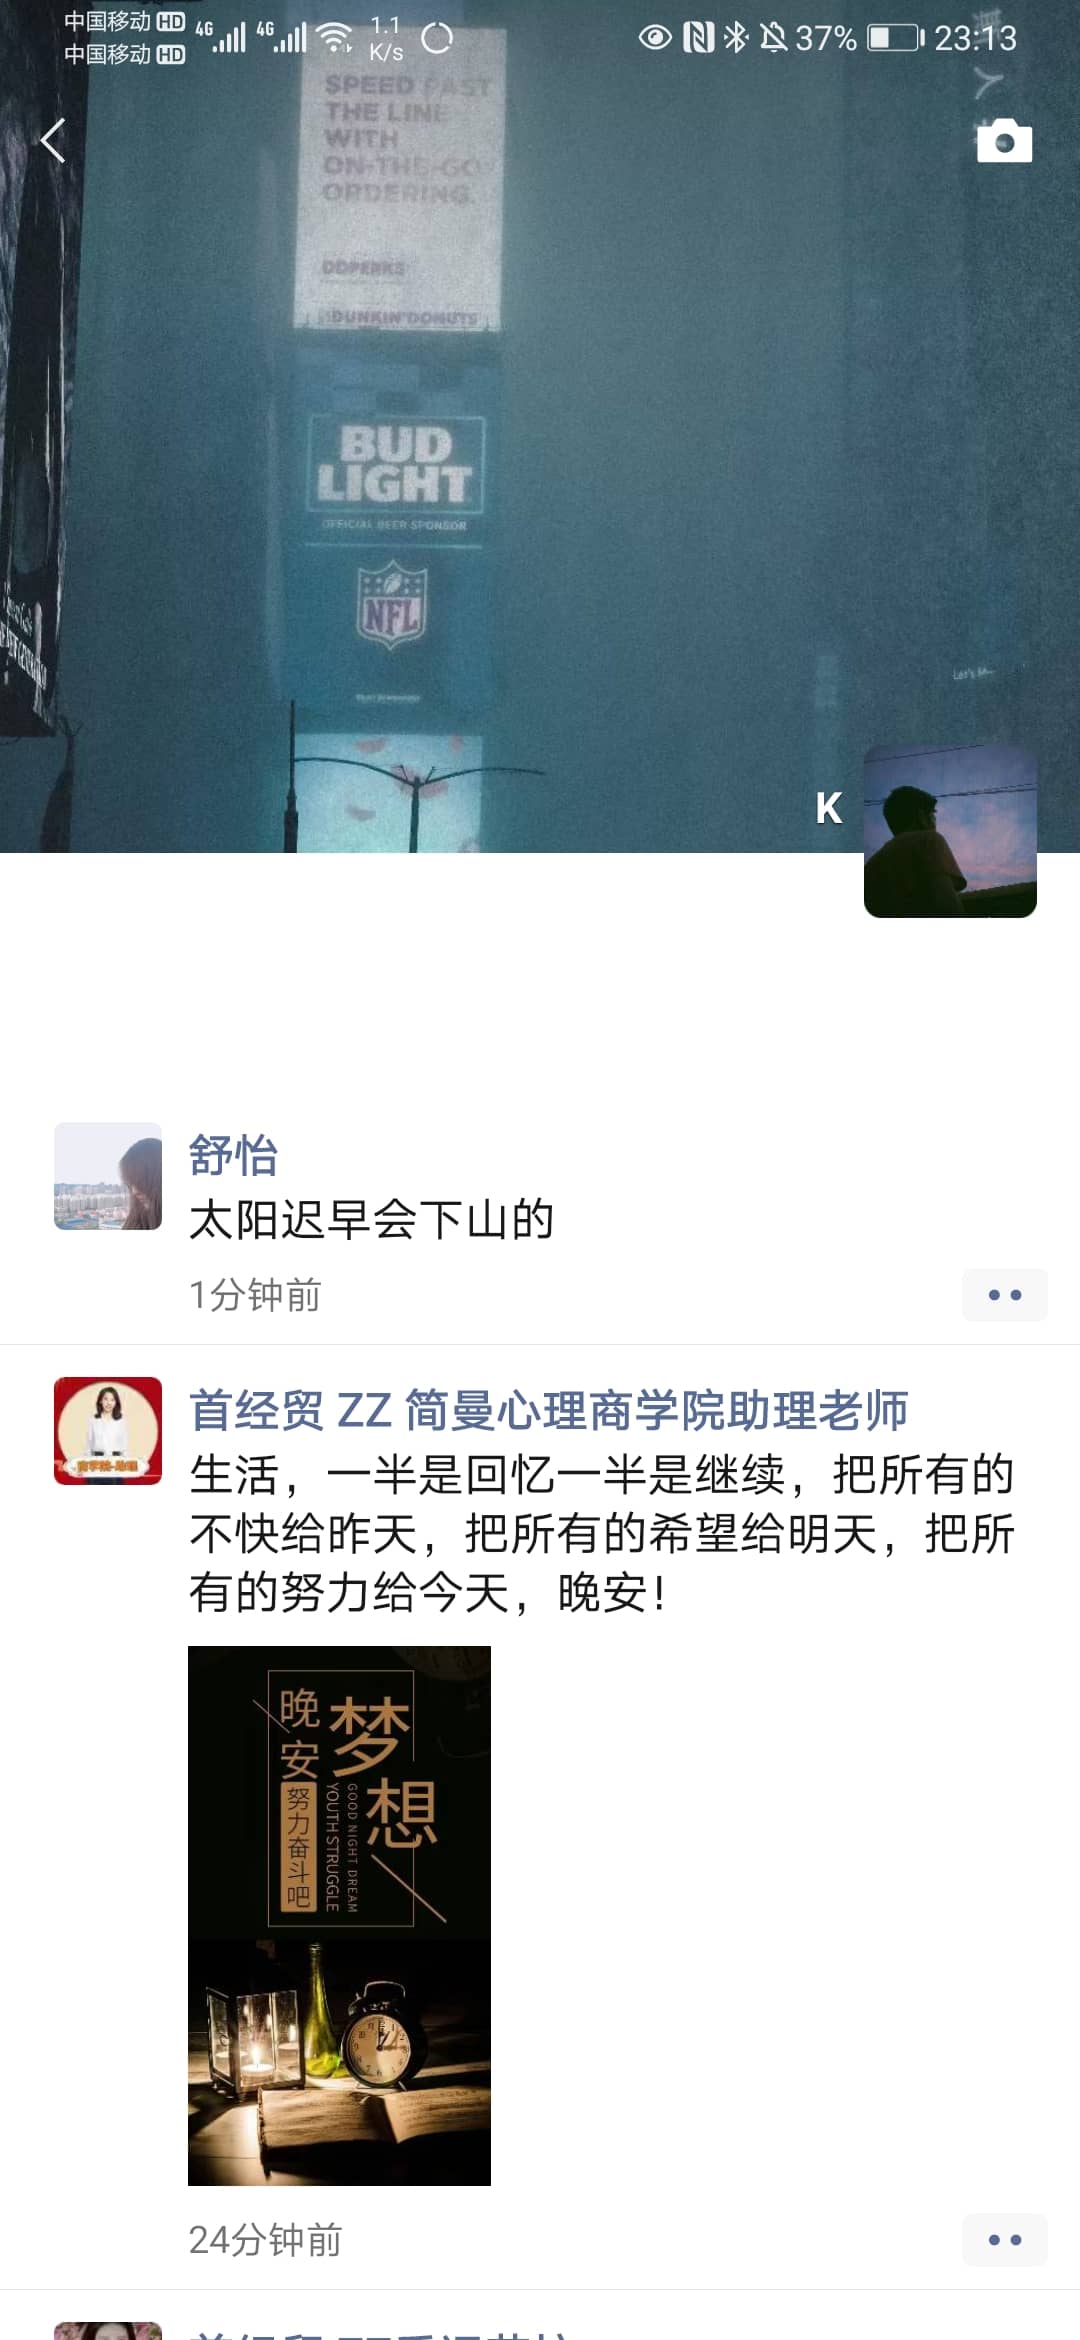 中国移动 HD 4G 4G 1.1 K/s 37% 23:13
中国移动 HD
SPEED PAST
THE LINE
WITH
ON-THE-GO
ORDERING
DDPERKS
DUNKIN' DONUTS
BUD
LIGHT
OFFICIAL BEER SPONSOR
NFL
K
舒怡
太阳迟早会下山的
1分钟前
首经贸 ZZ 简曼心理商学院助理老师
生活，一半是回忆一半是继续，把所有的
不快给昨天，把所有的希望给明天，把所
有的努力给今天，晚安！
梦想
晚安
努力奋斗吧
GOOD NIGHT DREAM
YOUTH STRUGGLE
24分钟前